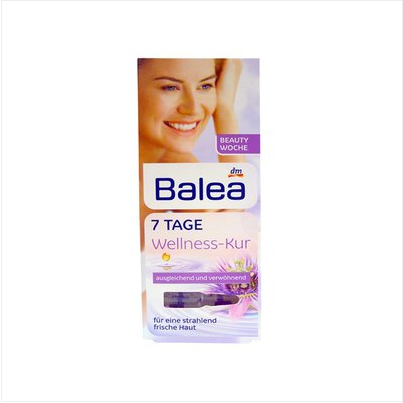 BEAUTY
WOCHE
dm
Balea
7 TAGE
Wellness-Kur
ausgleichend und verwöhnend
für eine strahlend
frische Haut